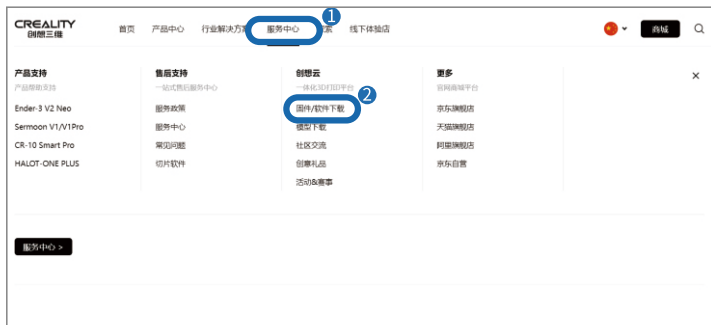 CREALITY
创想三维
首页 产品中心 行业解决方案 服务中心 索 线下体验店 商城
1
产品支持 售后支持 创想云 更多
产品帮助支持 一站式售后服务中心 一体化3D打印平台 官网商城平台
2
Ender-3 V2 Neo 服务政策 固件/软件下载 京东旗舰店
Sermoon V1/V1Pro 服务中心 模型下载 天猫旗舰店
CR-10 Smart Pro 常见问题 社区交流 阿里旗舰店
HALOT-ONE PLUS 切片软件 创意礼品 京东自营
活动&赛事
服务中心 >